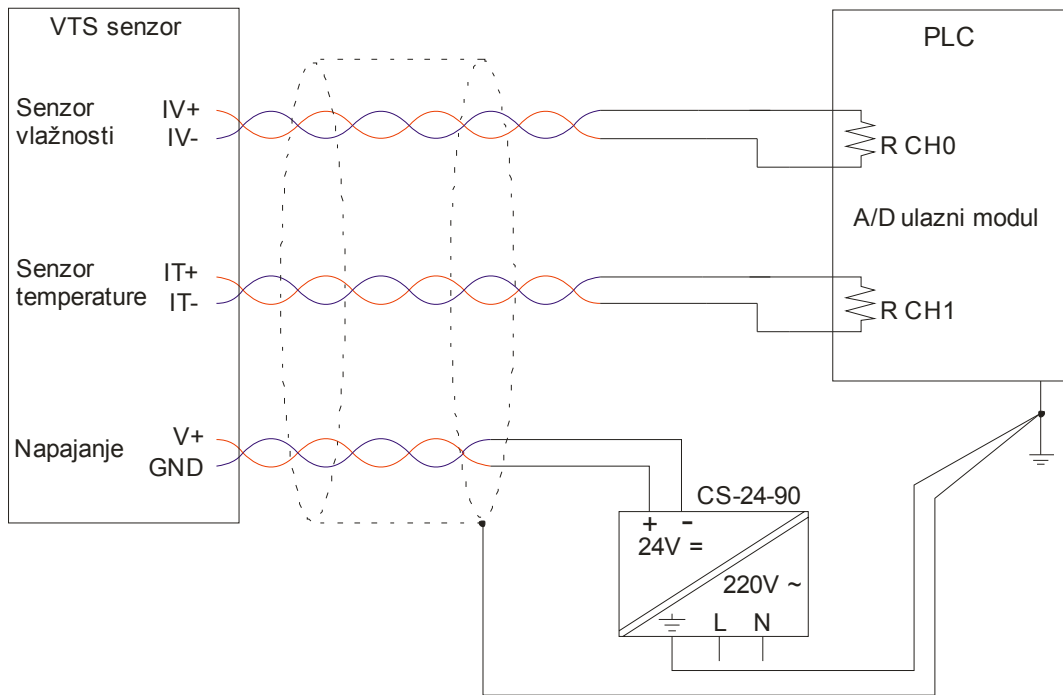 VTS senzor
PLC
Senzor
vlažnosti
IV+
IV-
R CH0
A/D ulazni modul
Senzor
temperature
IT+
IT-
R CH1
Napajanje
V+
GND
CS-24-90
+ -
24V =
220V ~
L N